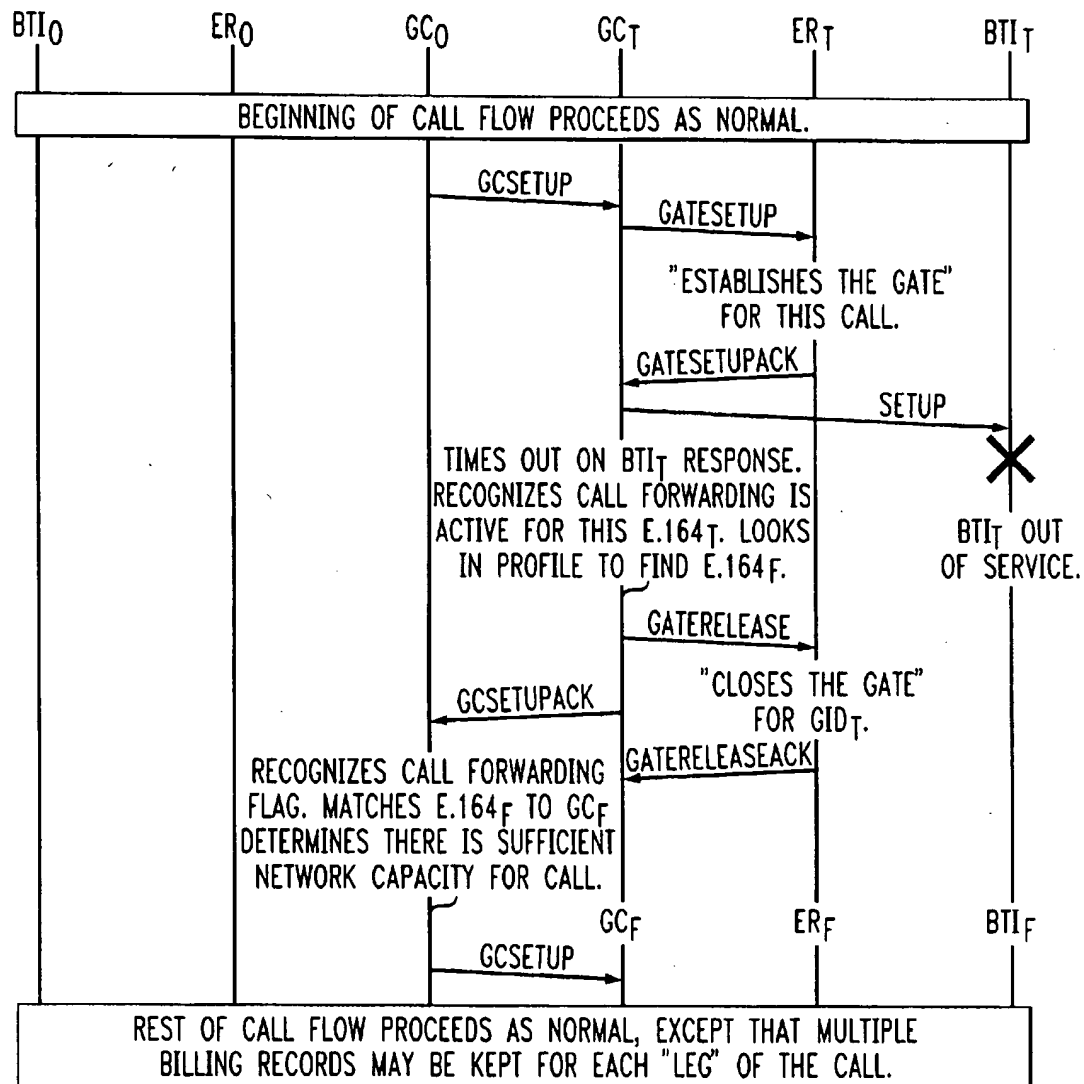 BTIO ERO GCO GCT ERT BTIT
BEGINNING OF CALL FLOW PROCEEDS AS NORMAL.
GCSETUP
GATESETUP
"ESTABLISHES THE GATE"
FOR THIS CALL.
GATESETUPACK
SETUP
TIMES OUT ON BTIT RESPONSE.
RECOGNIZES CALL FORWARDING IS
ACTIVE FOR THIS E.164T. LOOKS
IN PROFILE TO FIND E.164F.
BTIT OUT
OF SERVICE.
GATERELEASE
"CLOSES THE GATE"
FOR GIDT.
GCSETUPACK
GATERELEASEACK
RECOGNIZES CALL FORWARDING
FLAG. MATCHES E.164F TO GCF
DETERMINES THERE IS SUFFICIENT
NETWORK CAPACITY FOR CALL.
GCF ERF BTIF
GCSETUP
REST OF CALL FLOW PROCEEDS AS NORMAL, EXCEPT THAT MULTIPLE
BILLING RECORDS MAY BE KEPT FOR EACH "LEG" OF THE CALL.